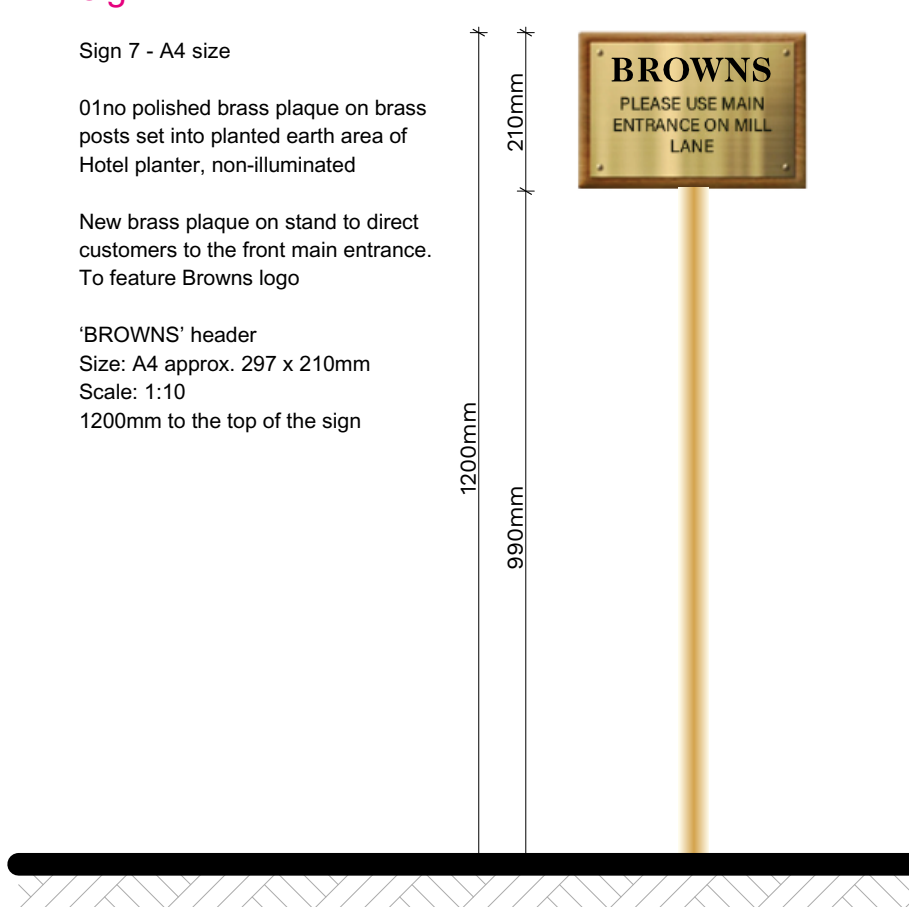 Sign 7 - A4 size
01no polished brass plaque on brass
posts set into planted earth area of
Hotel planter, non-illuminated
New brass plaque on stand to direct
customers to the front main entrance.
To feature Browns logo
‘BROWNS’ header
Size: A4 approx. 297 x 210mm
Scale: 1:10
1200mm to the top of the sign
1200mm
210mm
990mm
BROWNS
PLEASE USE MAIN
ENTRANCE ON MILL
LANE